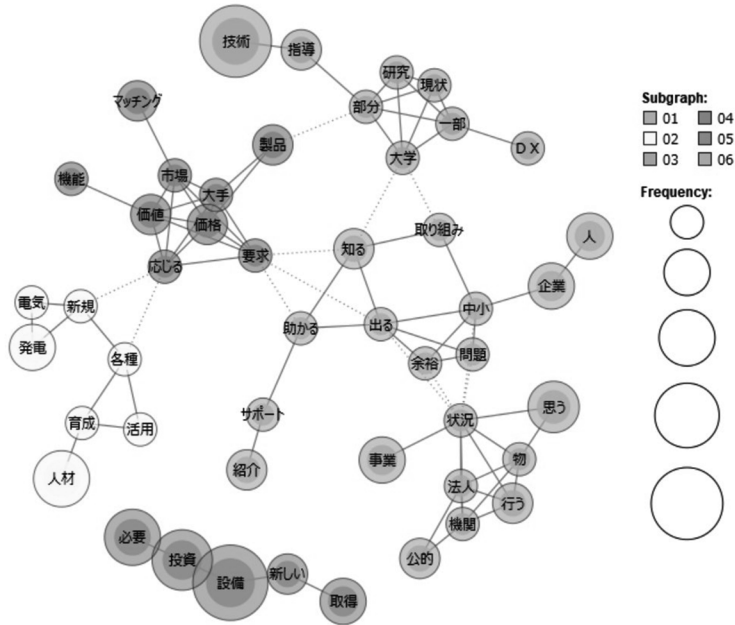 技術
指導
研究
現状
部分
一部
マッチング
製品
DX
大学
機能
市場
大手
価値
価格
取り組み
人
知る
応じる
要求
企業
電気
新規
中小
助かる
出る
発電
各種
余裕
問題
サポート
思う
状況
育成
活用
事業
物
紹介
人材
法人
行う
機関
必要
公的
投資
設備
新しい
取得
Subgraph:
01 04
02 05
03 06
Frequency: